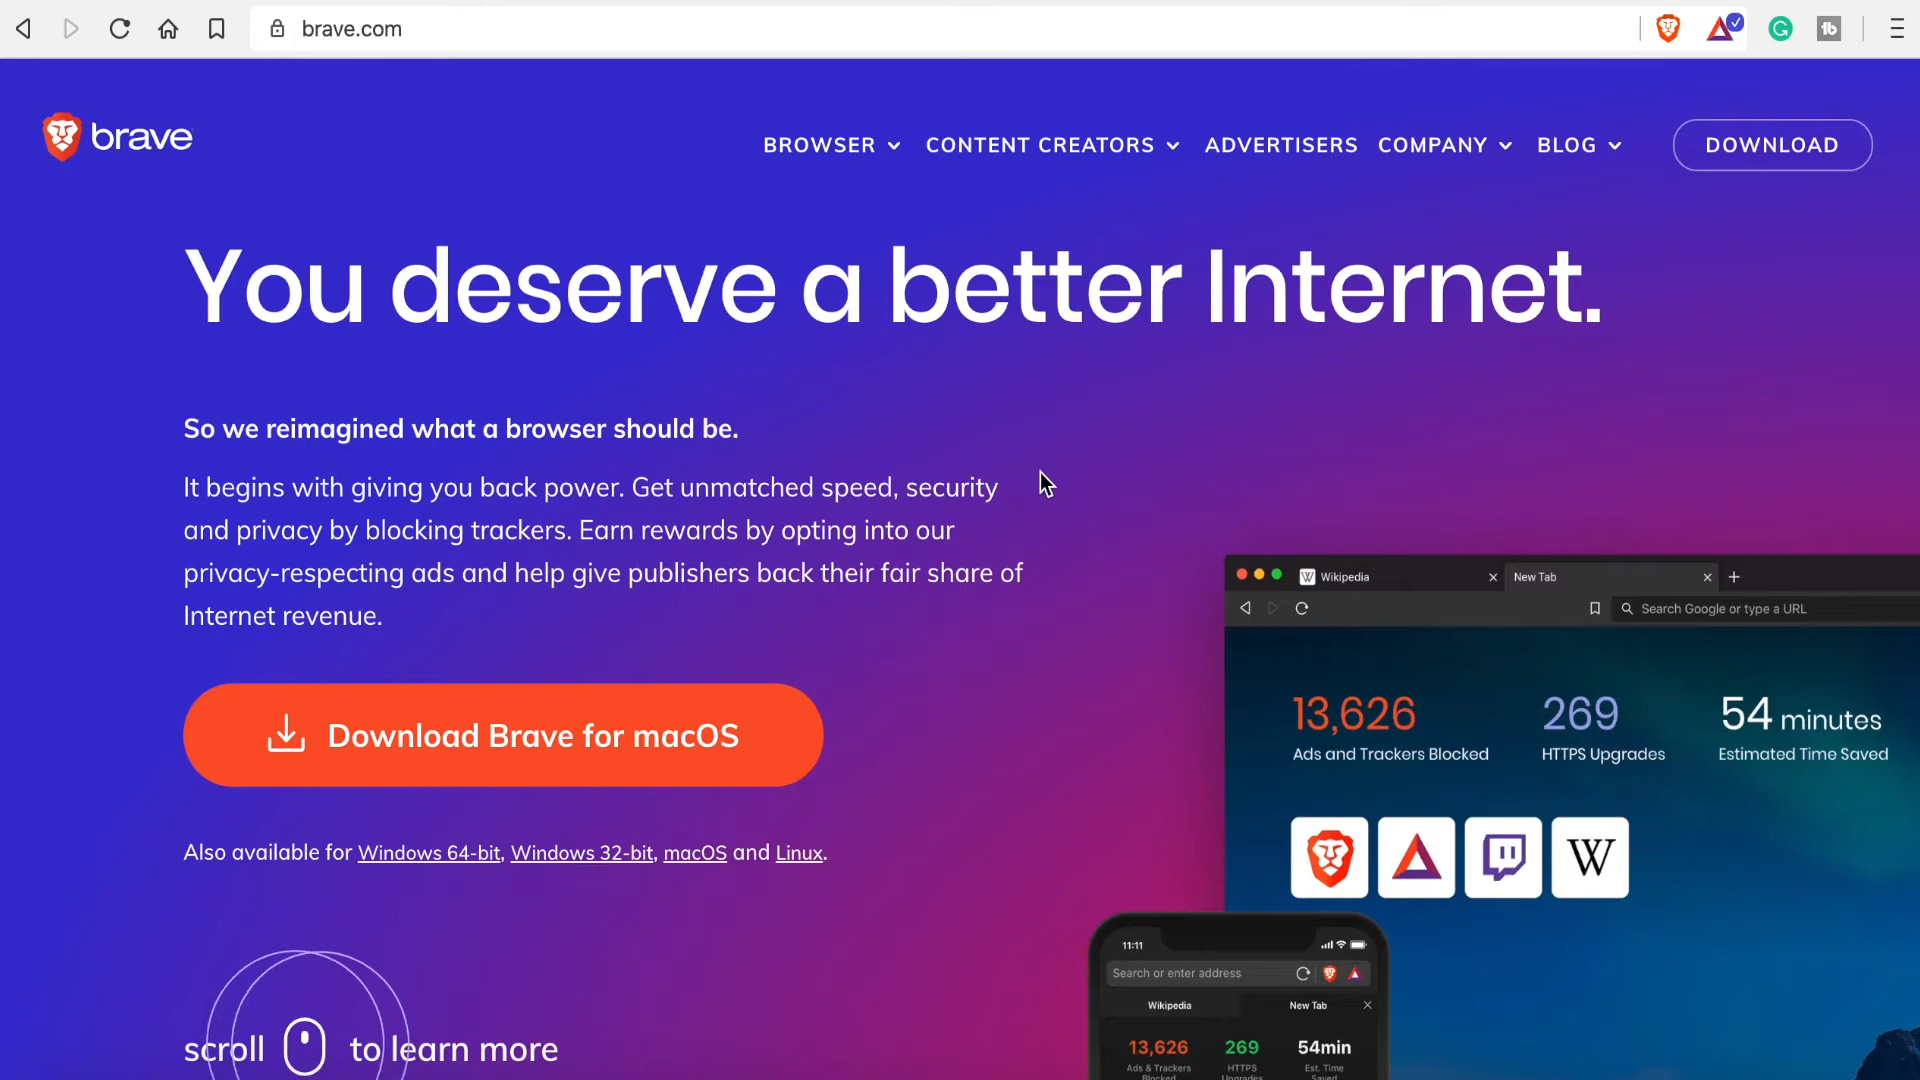 brave.com
brave
BROWSER CONTENT CREATORS ADVERTISERS COMPANY BLOG DOWNLOAD
You deserve a better Internet.
So we reimagined what a browser should be.
It begins with giving you back power. Get unmatched speed, security
and privacy by blocking trackers. Earn rewards by opting into our
privacy-respecting ads and help give publishers back their fair share of
Internet revenue.
Download Brave for macOS
Also available for Windows 64-bit, Windows 32-bit, macOS and Linux.
scroll to learn more
W Wikipedia New Tab
Search Google or type a URL
13,626 269 54 minutes
Ads and Trackers Blocked HTTPS Upgrades Estimated Time Saved
W
11:11
Search or enter address
Wikipedia New Tab
13,626 269 54min
Ads & Trackers HTTPS Est. Time
Blocked Upgrades Saved